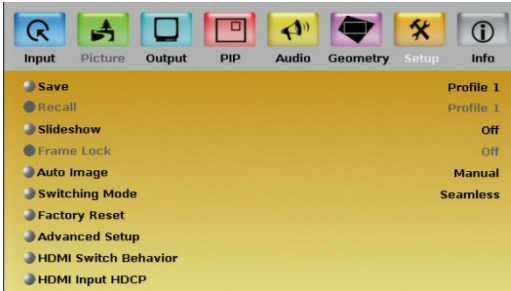 Input Picture Output PIP Audio Geometry Setup Info
Save Profile 1
Recall Profile 1
Slideshow Off
Frame Lock Off
Auto Image Manual
Switching Mode Seamless
Factory Reset
Advanced Setup
HDMI Switch Behavior
HDMI Input HDCP